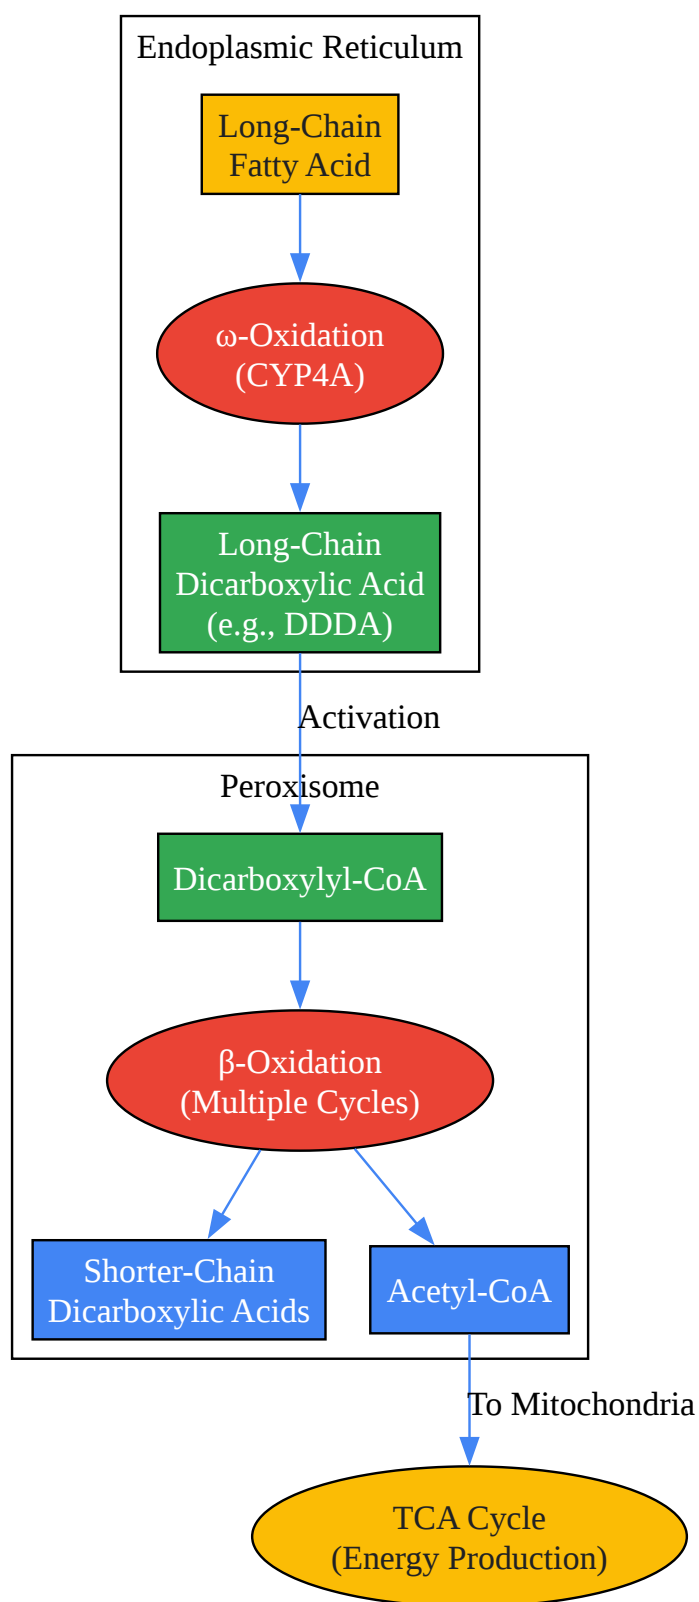 Endoplasmic Reticulum
Long-Chain
Fatty Acid
ω-Oxidation
(CYP4A)
Long-Chain
Dicarboxylic Acid
(e.g., DDDA)
Activation
Peroxisome
Dicarboxylyl-CoA
β-Oxidation
(Multiple Cycles)
Shorter-Chain
Dicarboxylic Acids
Acetyl-CoA
To Mitochondria
TCA Cycle
(Energy Production)